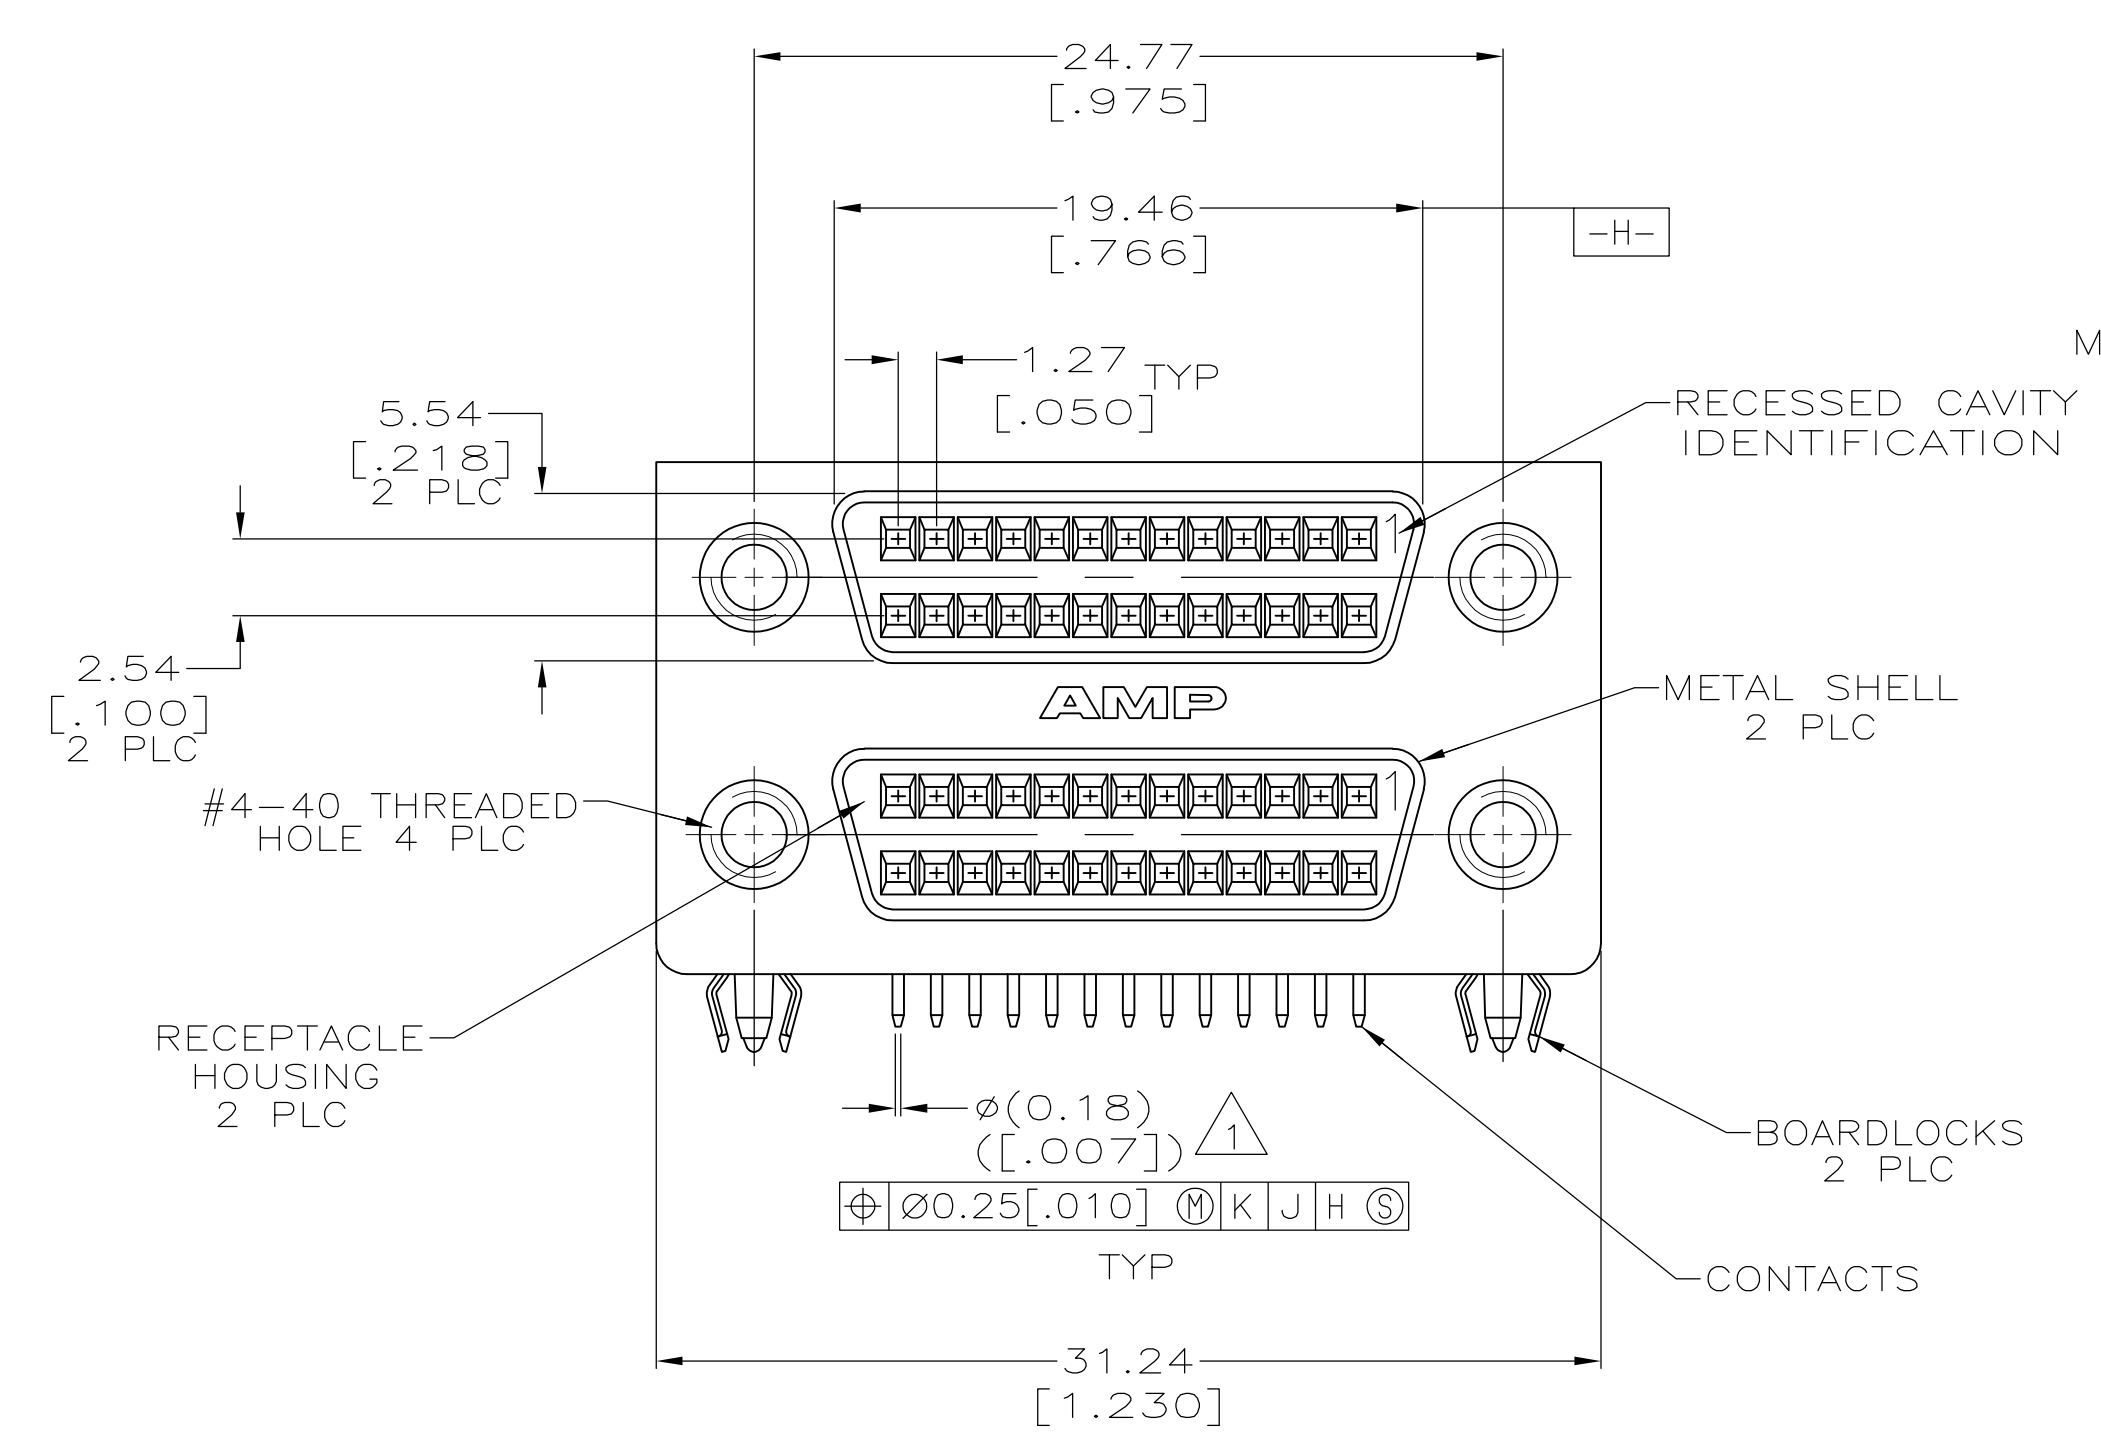 24.77
[.975]
19.46
[.766]
-H-
M
1.27 TYP
[.050]
5.54
[.218]
2 PLC
RECESSED CAVITY
IDENTIFICATION
1
2.54
[.100]
2 PLC
AMP
METAL SHELL
2 PLC
#4-40 THREADED
HOLE 4 PLC
1
RECEPTACLE
HOUSING
2 PLC
ø(0.18)
([.007]) 1
⌖ Ø0.25[.010] Ⓜ K J H Ⓢ
TYP
BOARDLOCKS
2 PLC
CONTACTS
31.24
[1.230]